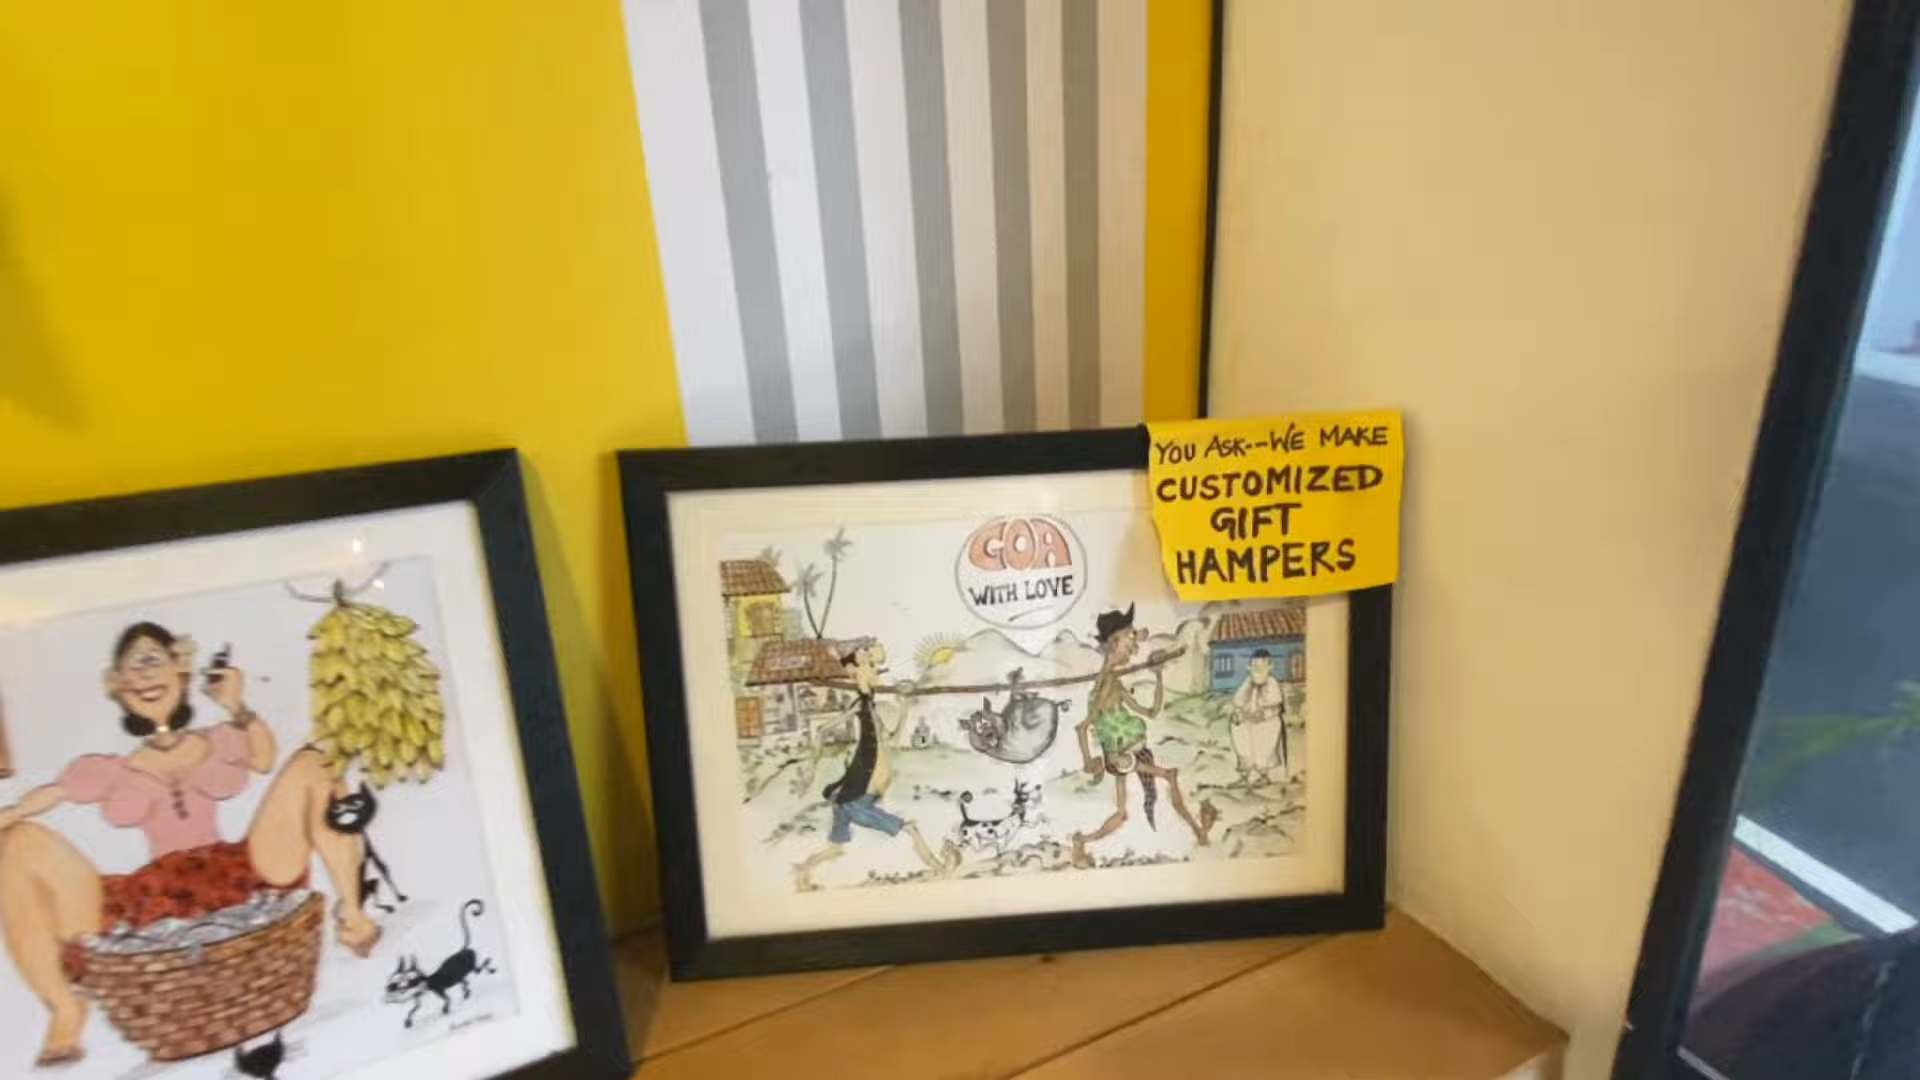 YOU ASK--WE MAKE
CUSTOMIZED
GIFT
HAMPERS
GOA
WITH LOVE